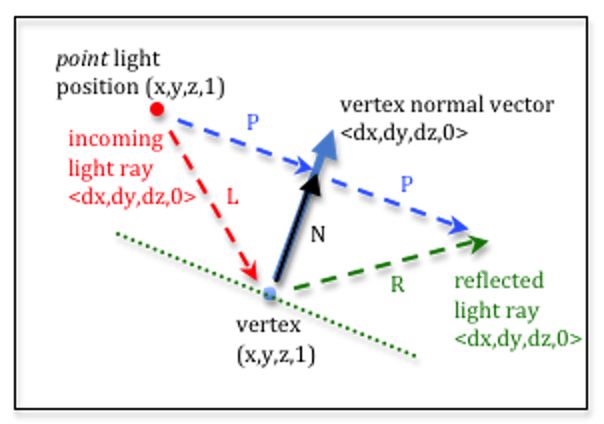 point light
position (x,y,z,1)
vertex normal vector
<dx,dy,dz,0>
P
incoming
light ray
<dx,dy,dz,0>
L
P
N
R
reflected
light ray
<dx,dy,dz,0>
vertex
(x,y,z,1)